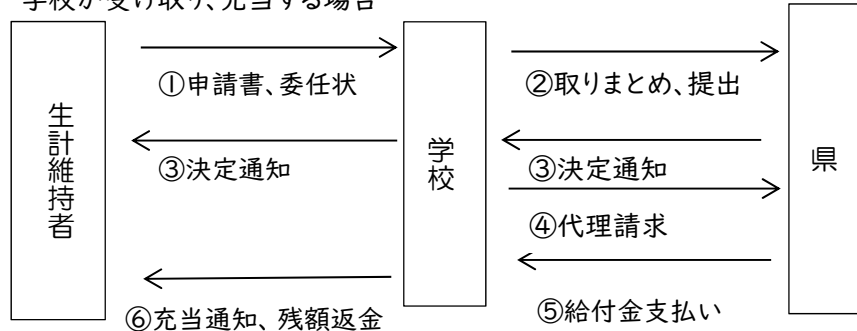 学校が受け取り、充当する場合
生計維持者
①申請書、委任状
③決定通知
⑥充当通知、残額返金
学校
②取りまとめ、提出
③決定通知
④代理請求
⑤給付金支払い
県